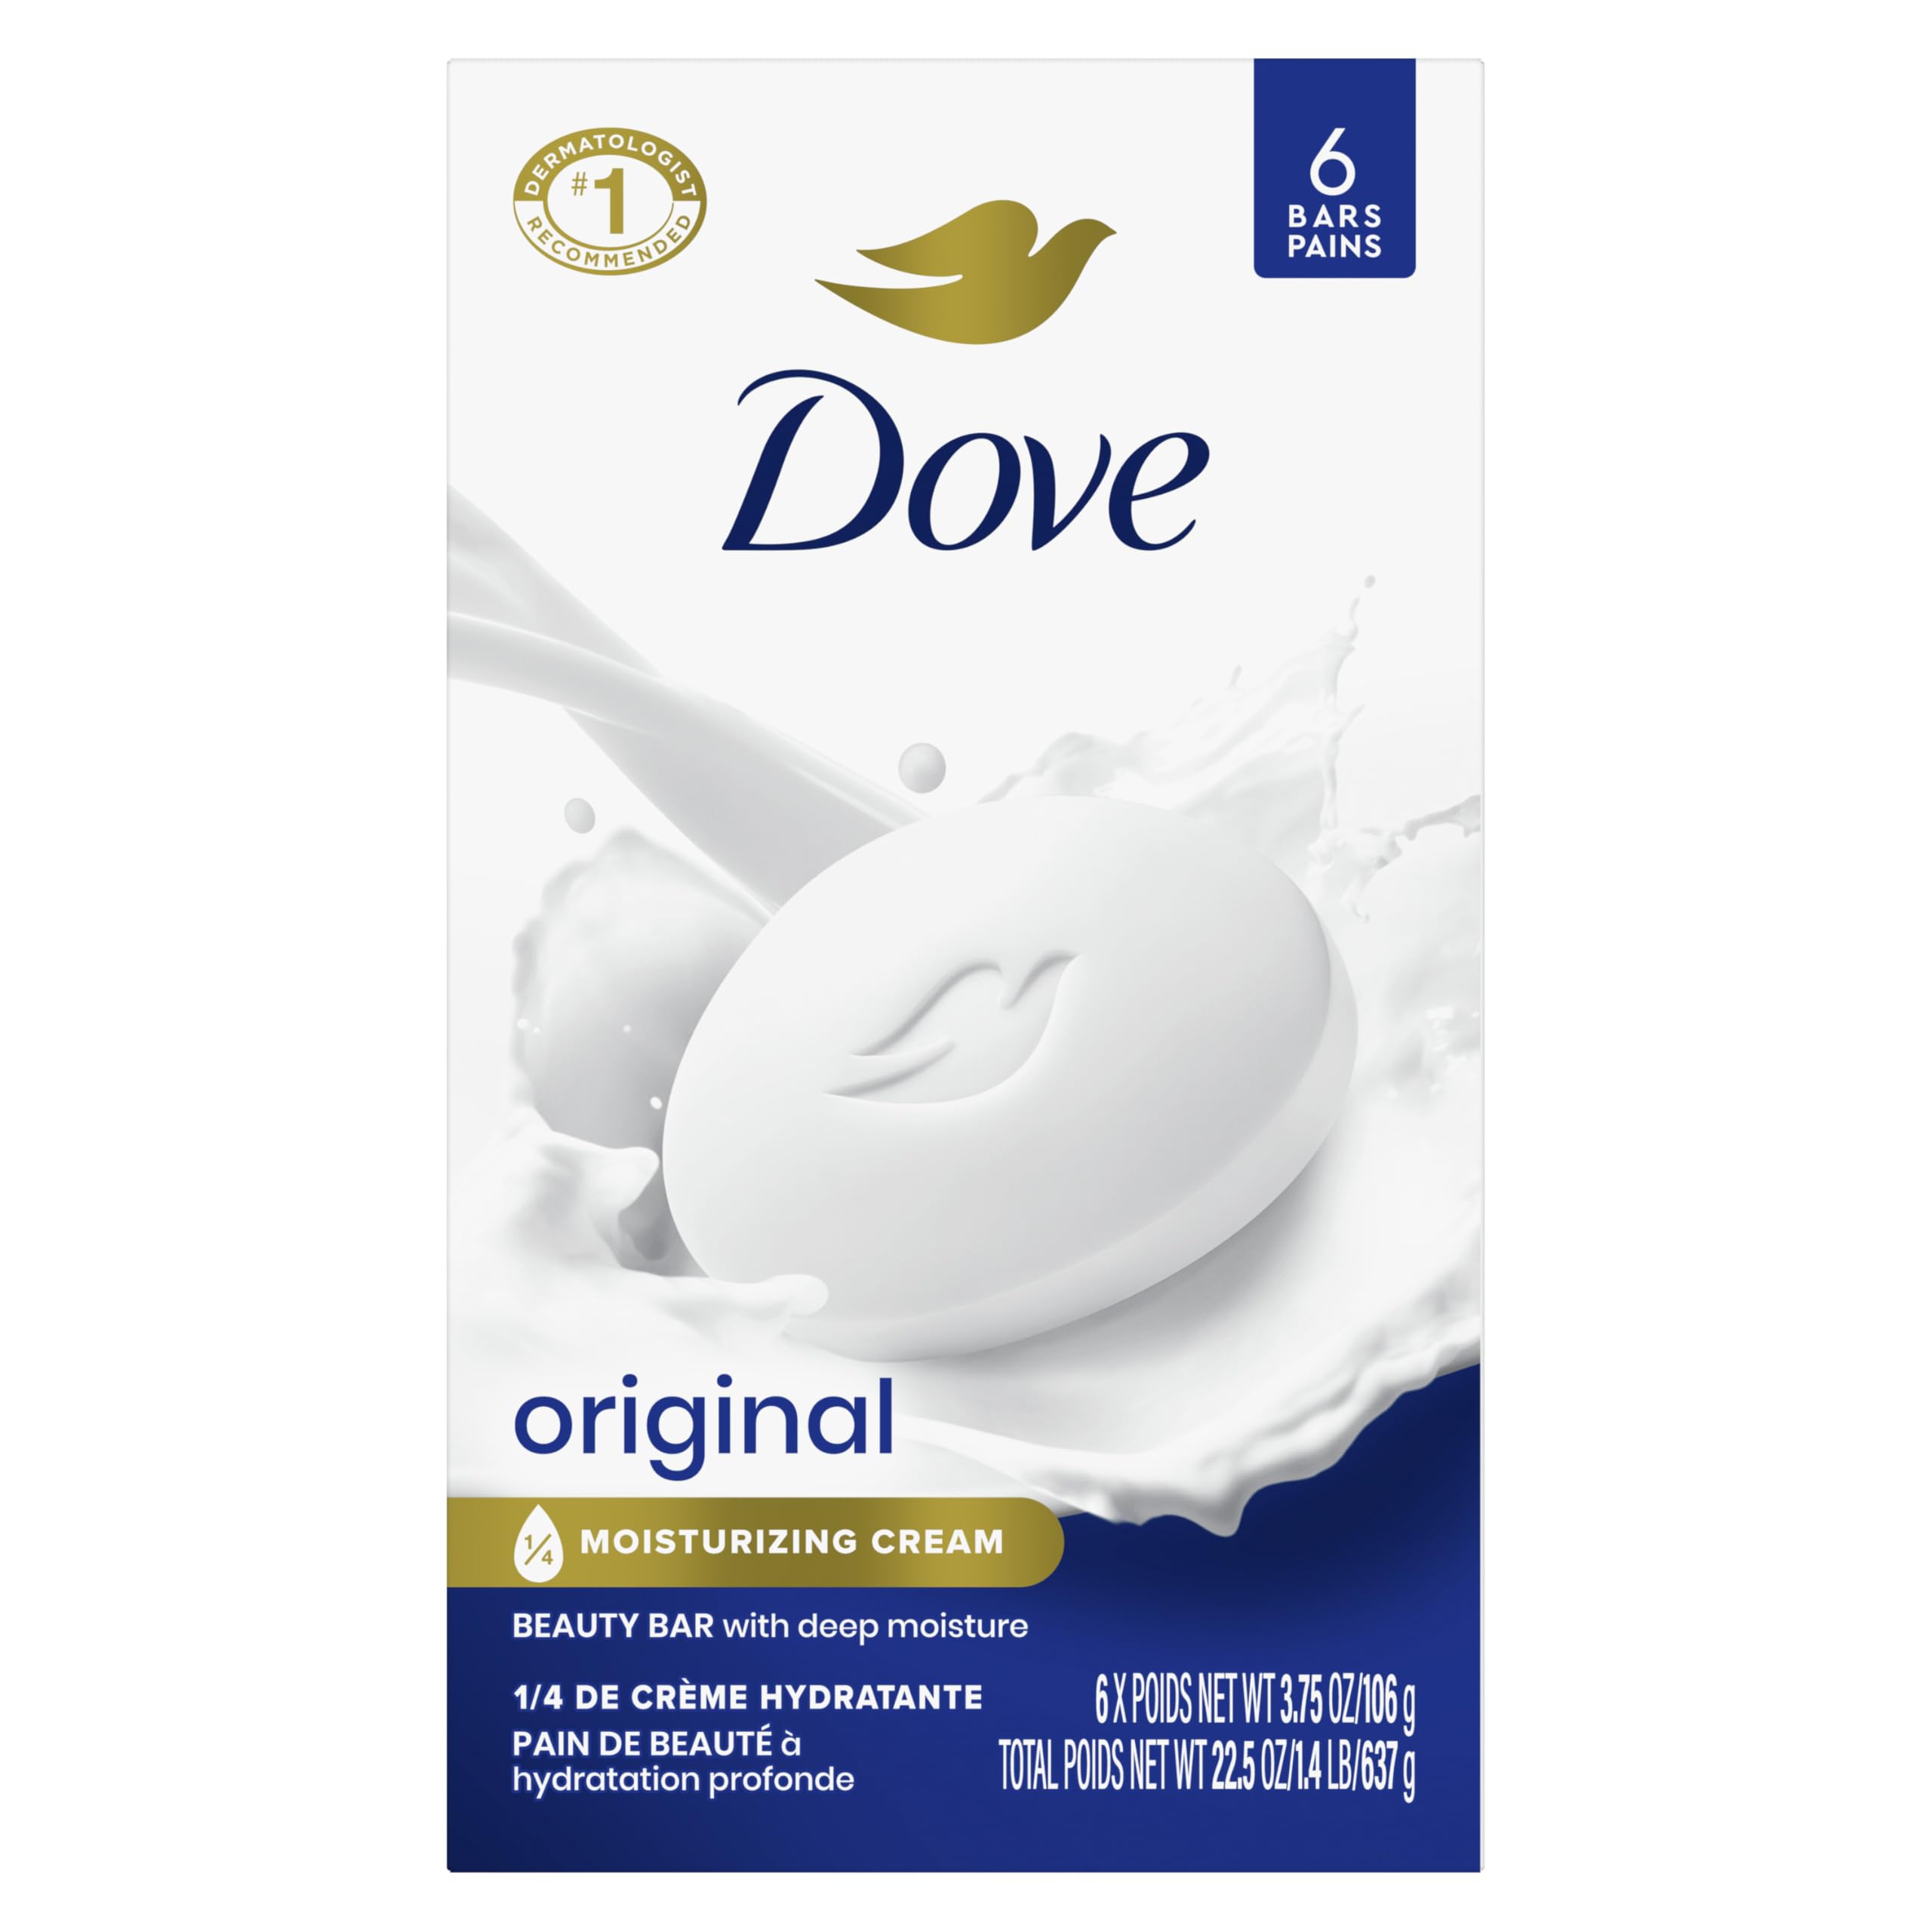 DERMATOLOGIST
#1
RECOMMENDED
6
BARS
PAINS
Dove
original
1/4 MOISTURIZING CREAM
BEAUTY BAR with deep moisture
1/4 DE CRÈME HYDRATANTE
PAIN DE BEAUTÉ à
hydratation profonde
6 X POIDS NET WT 3.75 OZ/106 g
TOTAL POIDS NET WT 22.5 OZ/1.4 LB/637 g